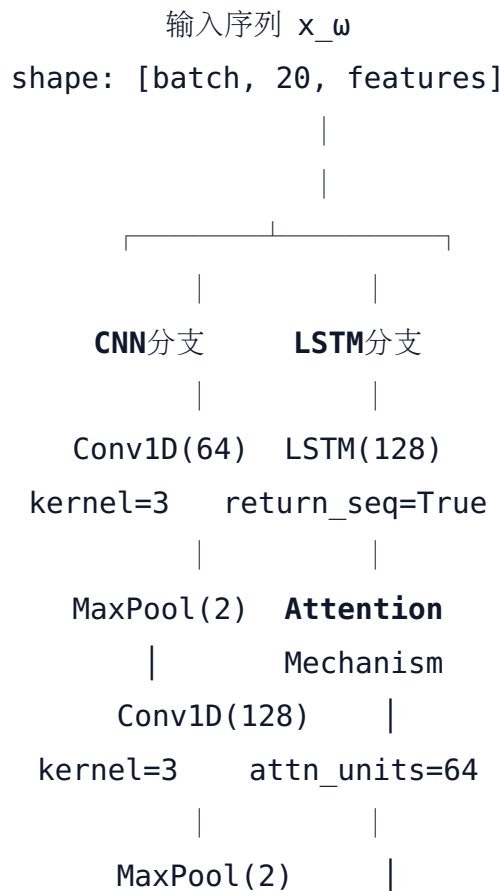 输入序列 x_ω
shape: [batch, 20, features]
│
│
┌────────┴──────────┐
│ │
CNN分支 LSTM分支
│ │
Conv1D(64) LSTM(128)
kernel=3 return_seq=True
│ │
MaxPool(2) Attention
│ Mechanism
Conv1D(128) │
kernel=3 attn_units=64
│ │
MaxPool(2) │